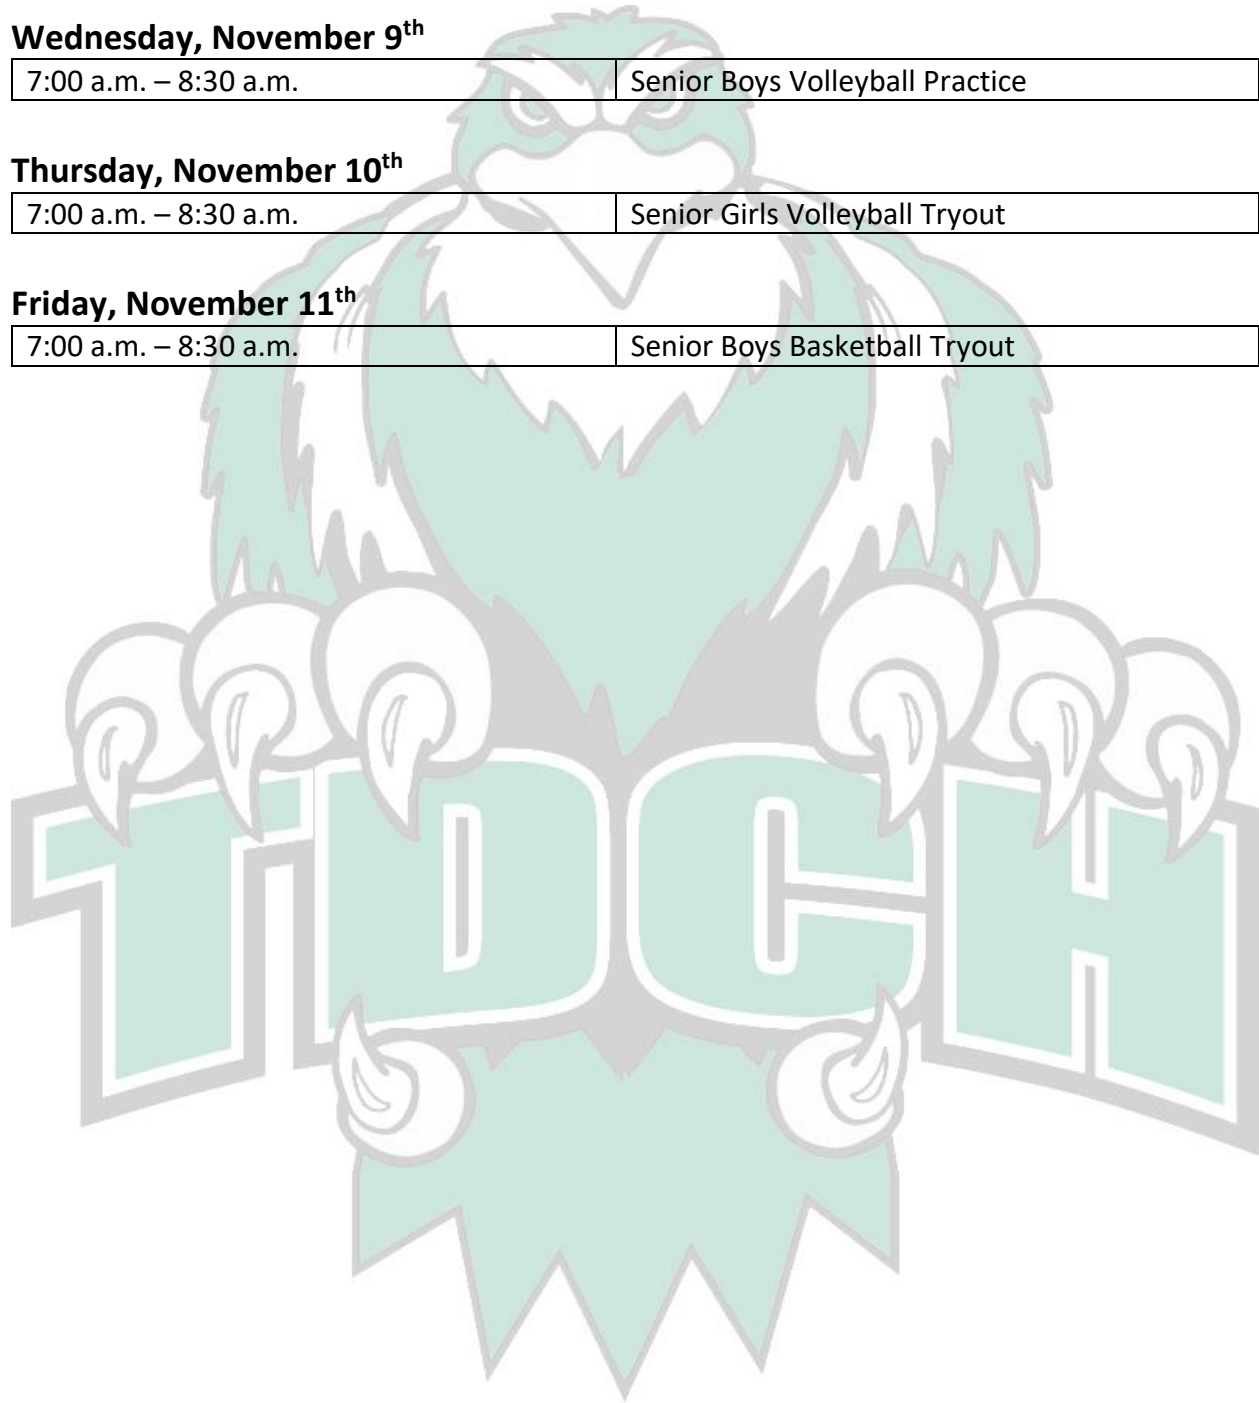 Wednesday, November 9th
7:00 a.m. – 8:30 a.m. Senior Boys Volleyball Practice
Thursday, November 10th
7:00 a.m. – 8:30 a.m. Senior Girls Volleyball Tryout
Friday, November 11th
7:00 a.m. – 8:30 a.m. Senior Boys Basketball Tryout
TDCH